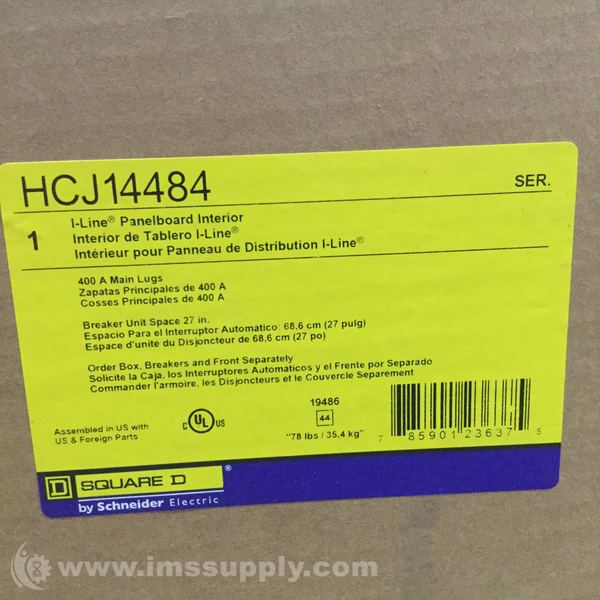 HCJ14484
SER.
1
I-Line® Panelboard Interior
Interior de Tablero I-Line®
Intérieur pour Panneau de Distribution I-Line®
400 A Main Lugs
Zapatas Principales de 400 A
Cosses Principales de 400 A
Breaker Unit Space 27 in.
Espacio Para el Interruptor Automatico: 68,6 cm (27 pulg)
Espace d'unite du Disjoncteur de 68,6 cm (27 po)
Order Box, Breakers and Front Separately
Solicite la Caja, los Interruptores Automaticos y el Frente por Separado
Commander l'armoire, les Disjoncteurs et le Couvercle Separement
Assembled in US with
US & Foreign Parts
C UL US
19486
44
"78 lbs / 35,4 kg"
7 85901 23637 5
D SQUARE D®
by Schneider Electric
www.imssupply.com